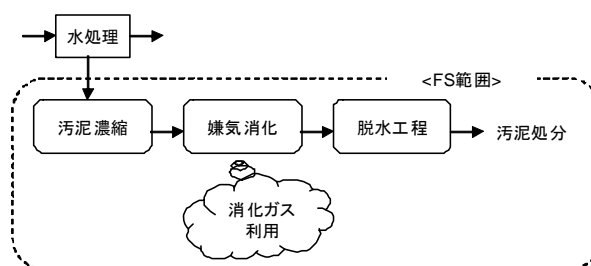 水処理
<FS範囲>
汚泥濃縮
嫌気消化
脱水工程
汚泥処分
消化ガス
利用